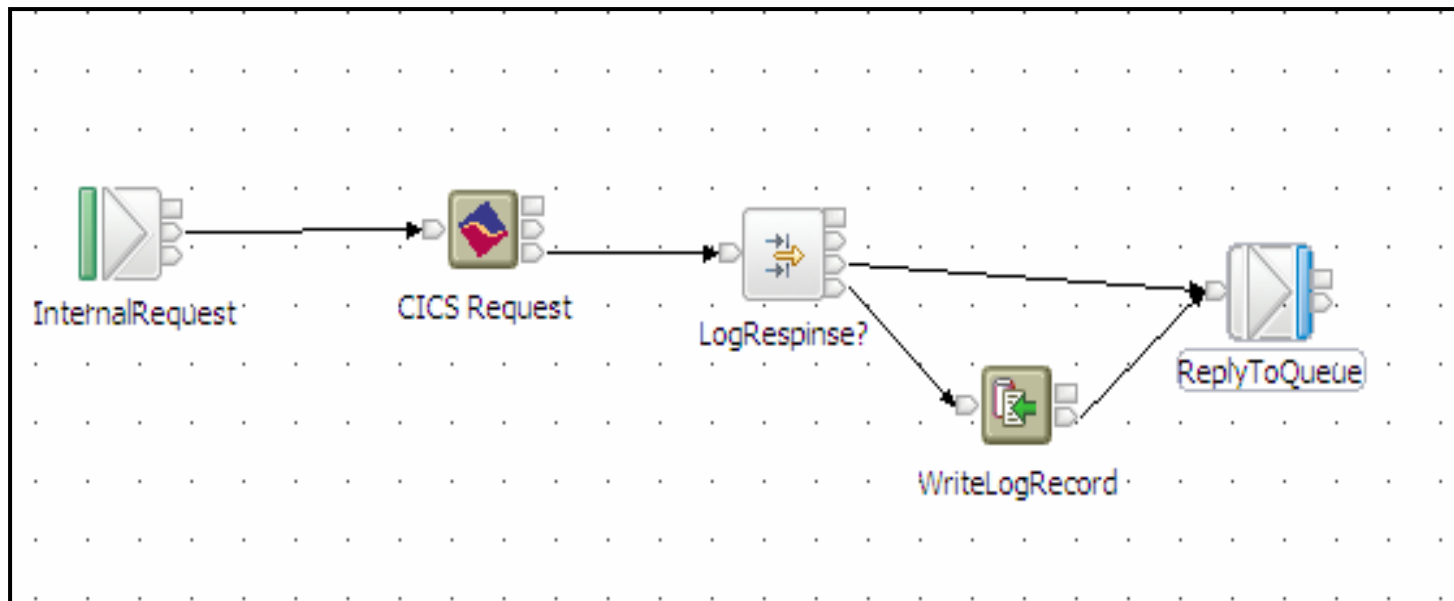 InternalRequest
CICS Request
LogRespinse?
ReplyToQueue
WriteLogRecord